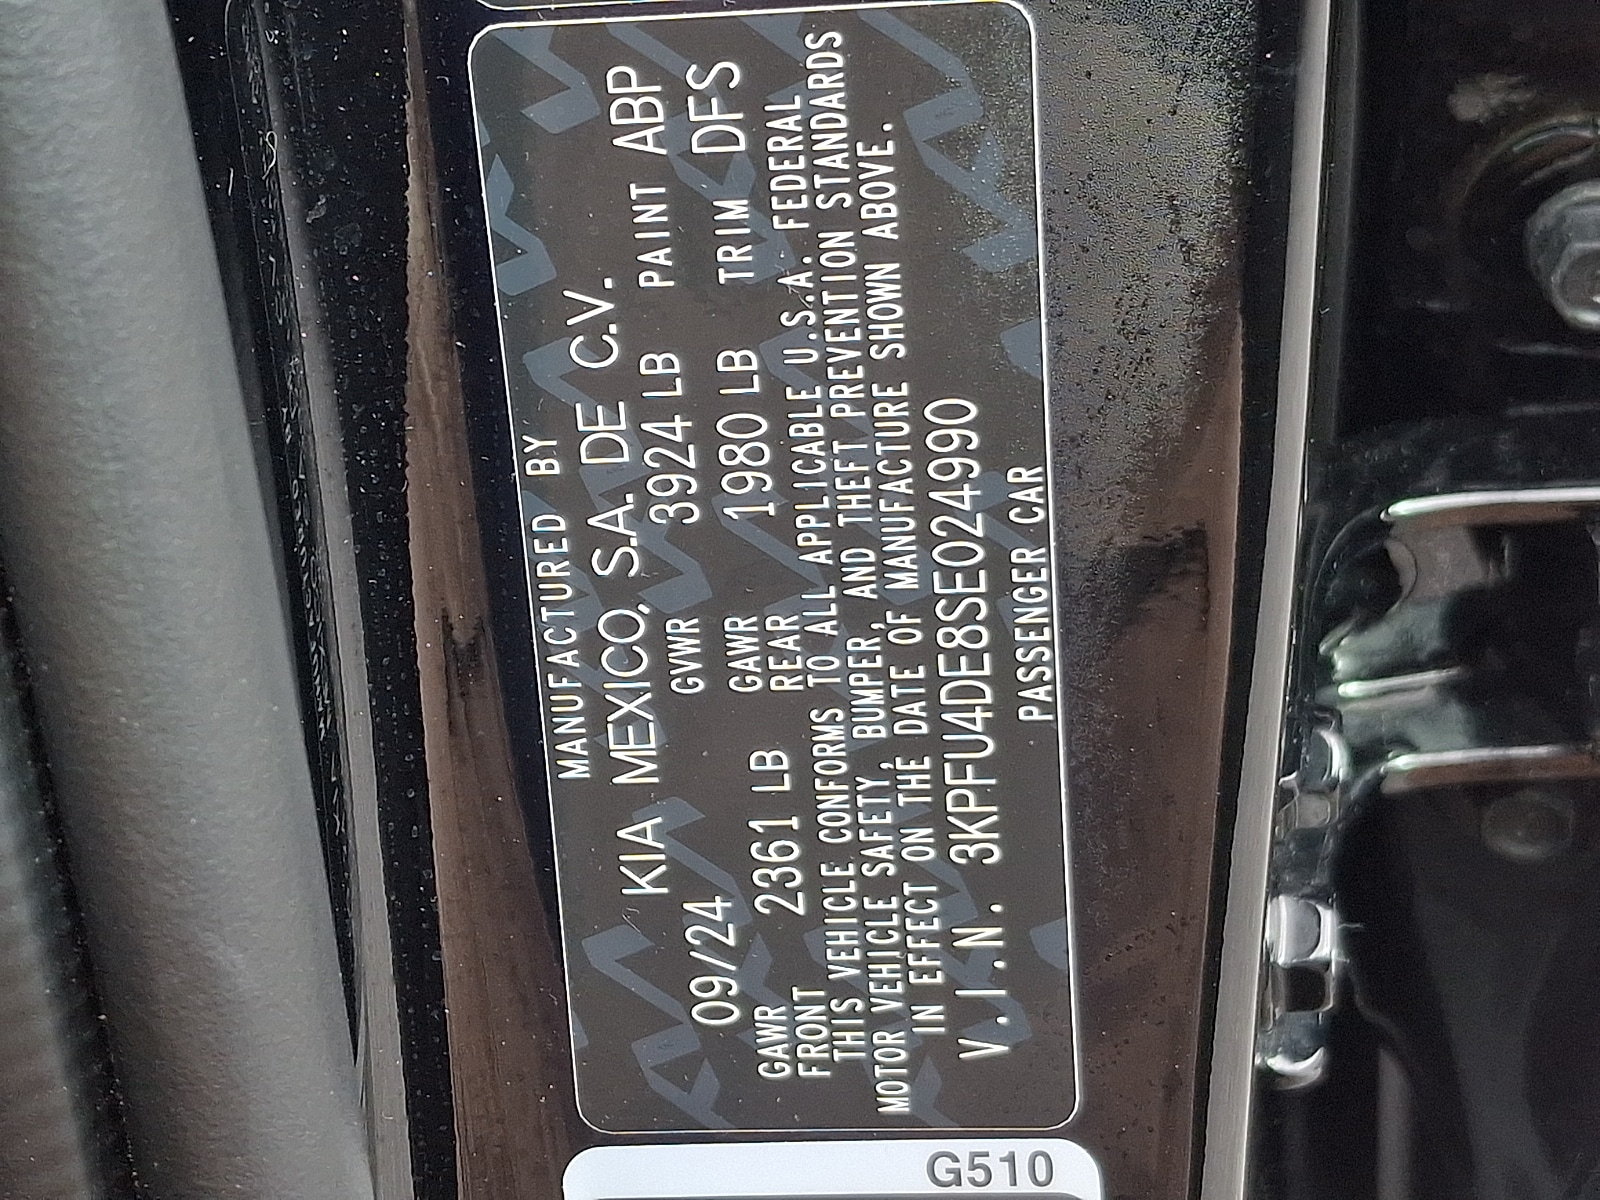 MANUFACTURED BY
KIA MEXICO, S.A. DE C.V.
09/24 GVWR 3924 LB PAINT ABP
GAWR FRONT 2361 LB GAWR REAR 1980 LB TRIM DFS
THIS VEHICLE CONFORMS TO ALL APPLICABLE U.S.A. FEDERAL
MOTOR VEHICLE SAFETY, BUMPER, AND THEFT PREVENTION STANDARDS
IN EFFECT ON THE DATE OF MANUFACTURE SHOWN ABOVE.
V.I.N. 3KPFU4DE8SE024990
PASSENGER CAR
G510